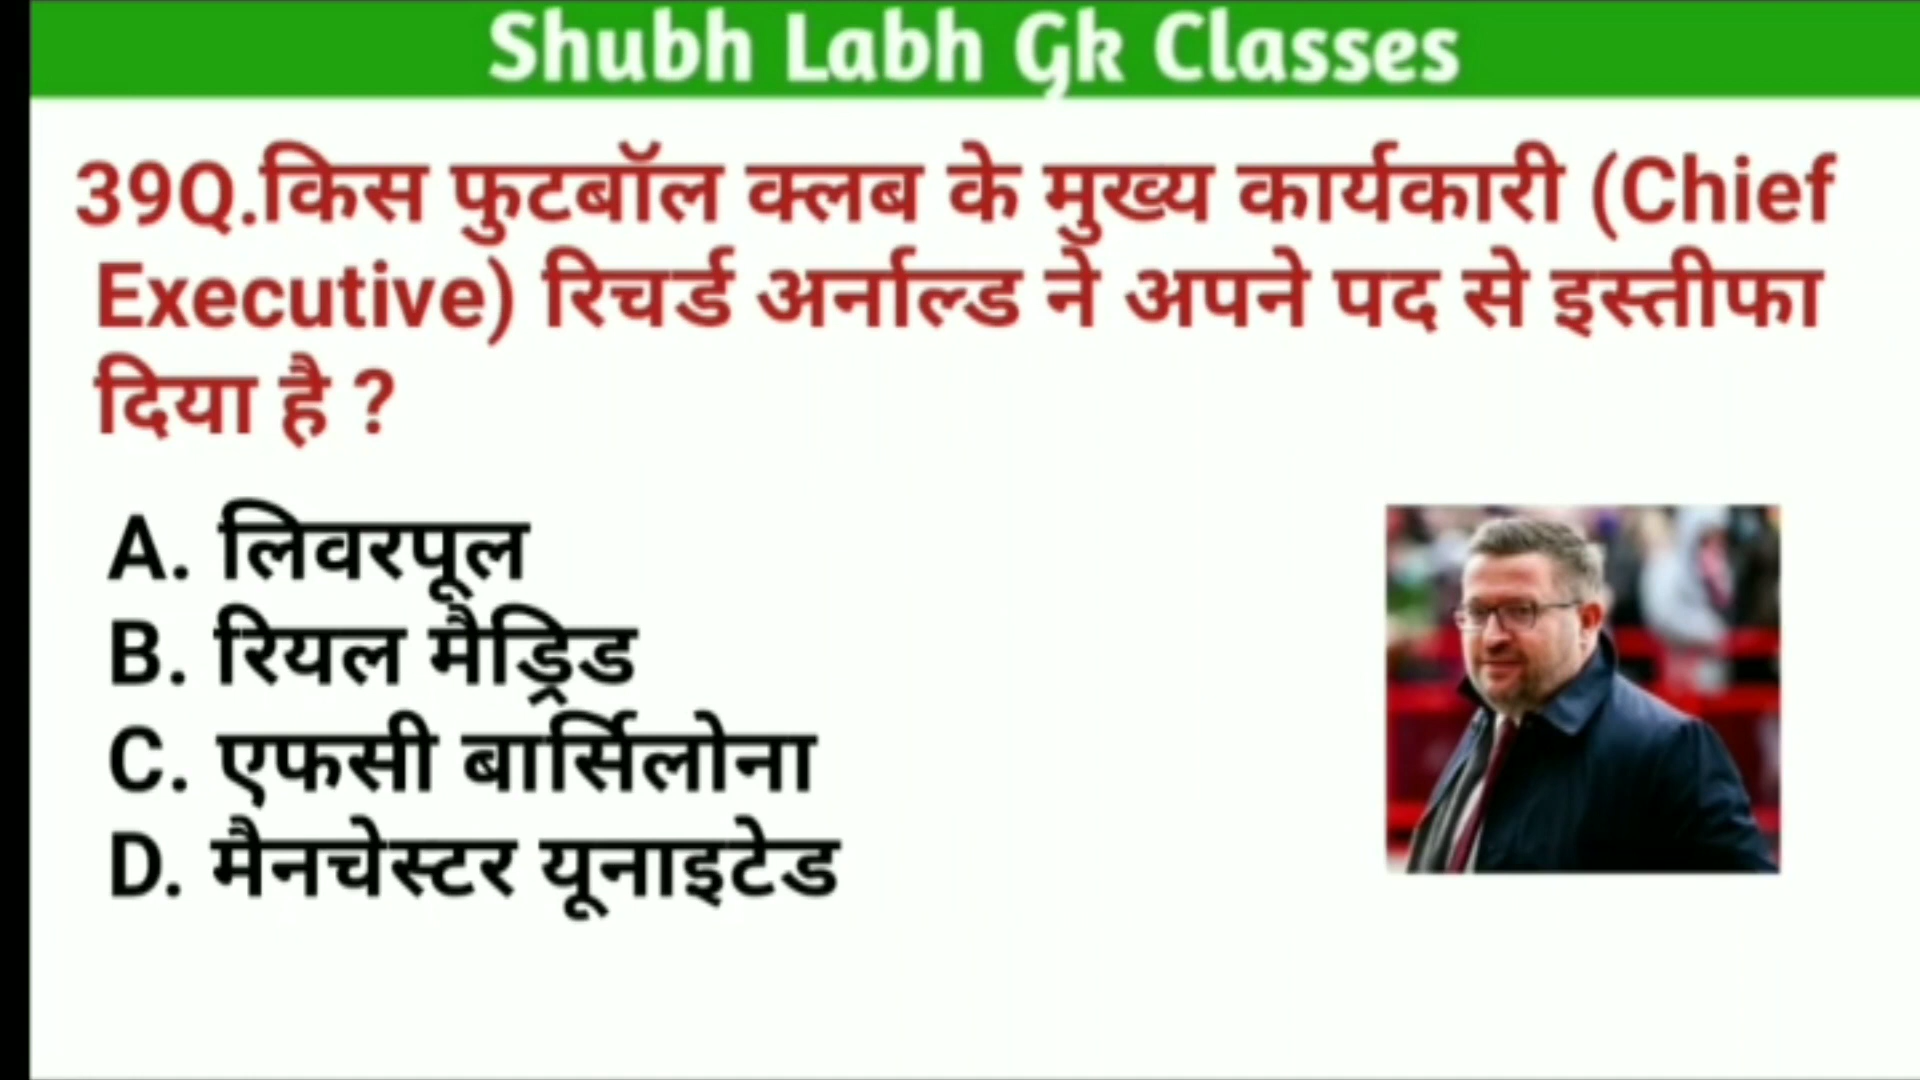 Shubh Labh Gk Classes
39Q.किस फुटबॉल क्लब के मुख्य कार्यकारी (Chief
Executive) रिचर्ड अर्नाल्ड ने अपने पद से इस्तीफा
दिया है ?
A. लिवरपूल
B. रियल मैड्रिड
C. एफसी बार्सिलोना
D. मैनचेस्टर यूनाइटेड